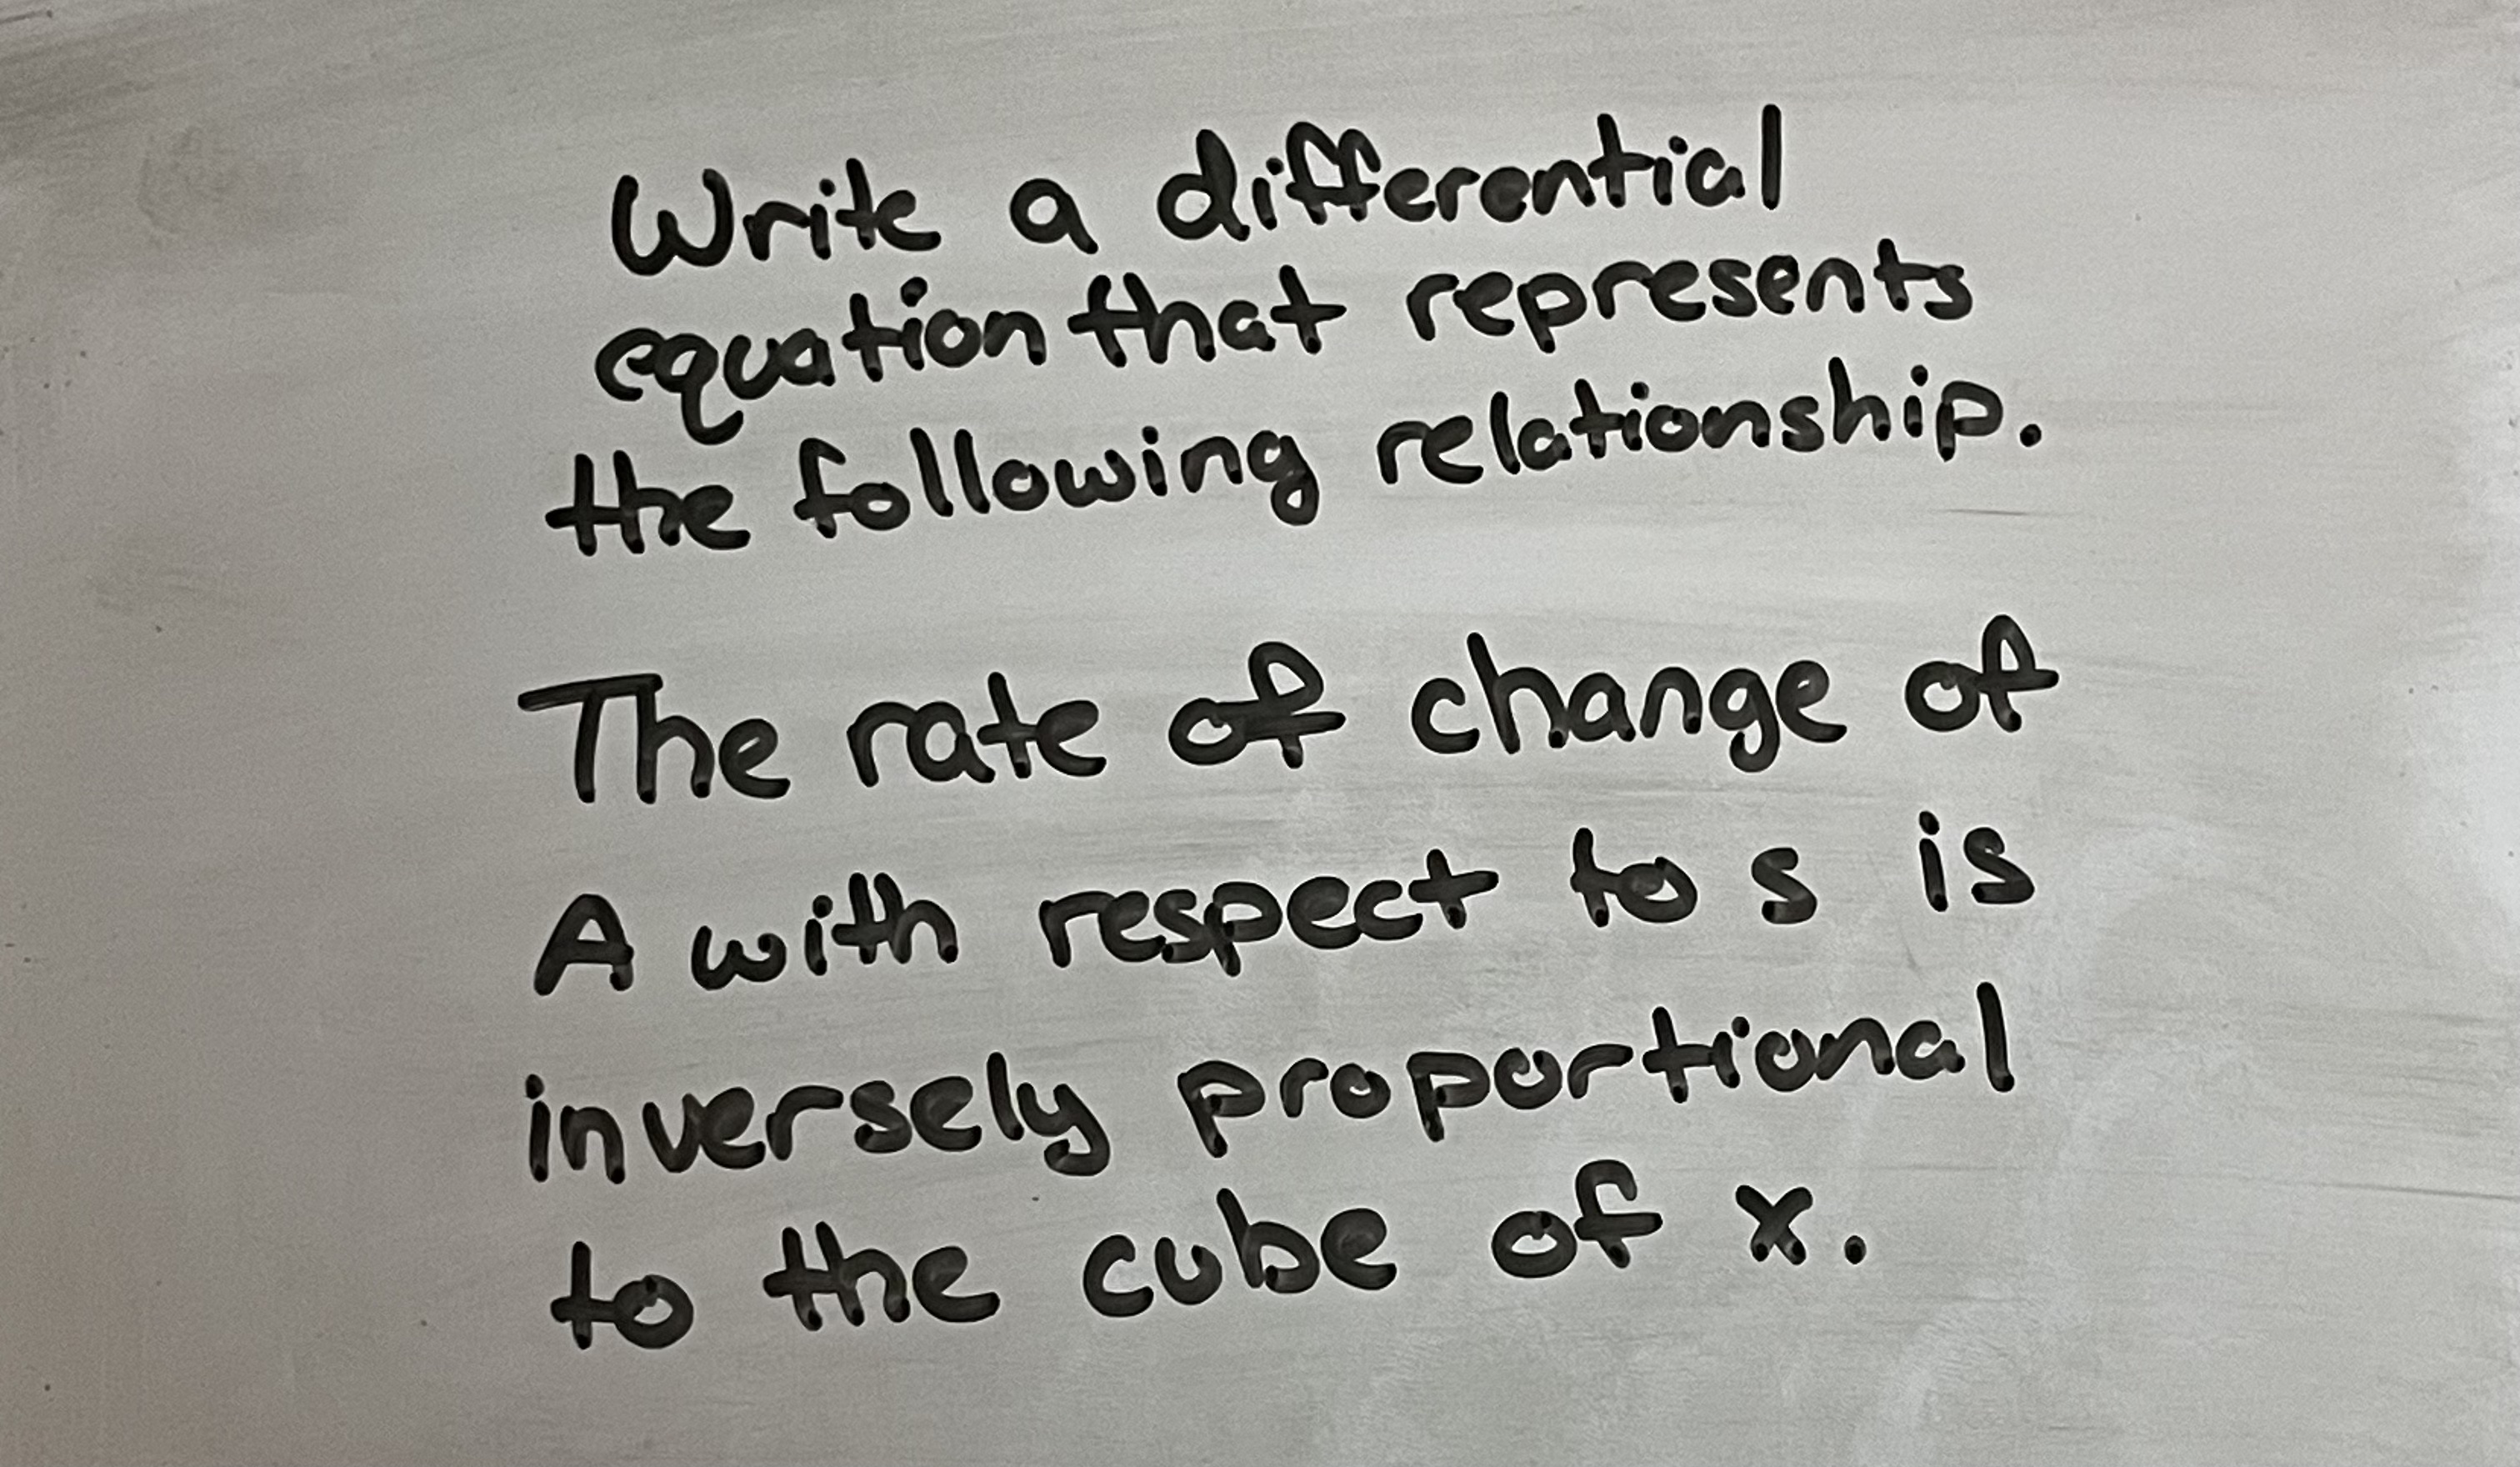 Write a differential
equation that represents
the following relationship.
The rate of change of
A with respect to s is
inversely proportional
to the cube of x.